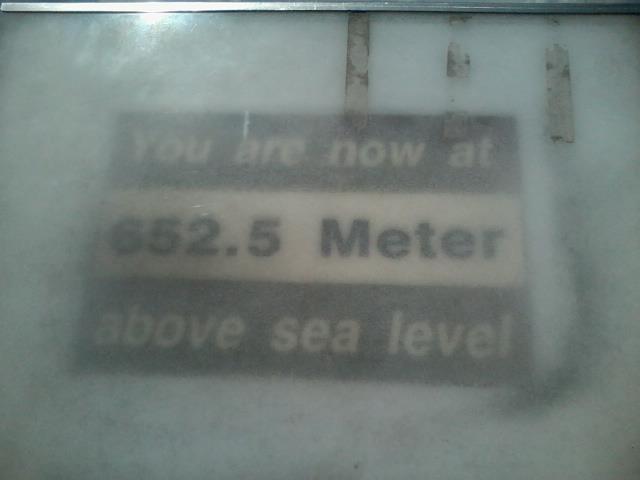 You are now at
652.5 Meter
above sea level